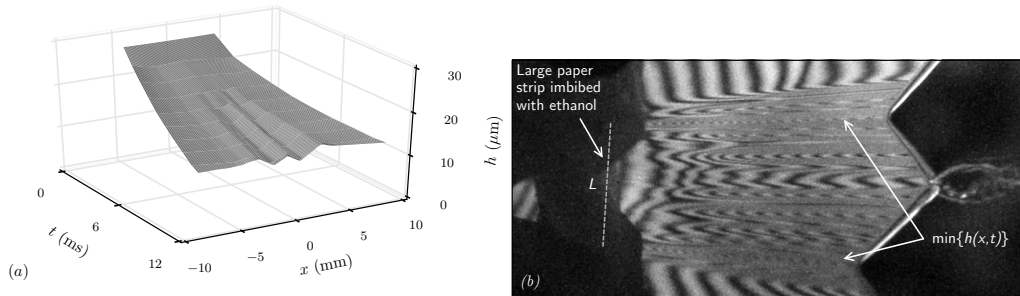 30
20
10
0
h (μm)
0
6
12
t (ms)
−10
−5
0
5
10
x (mm)
(a)
Large paper
strip imbibed
with ethanol
L
min{h(x,t)}
(b)